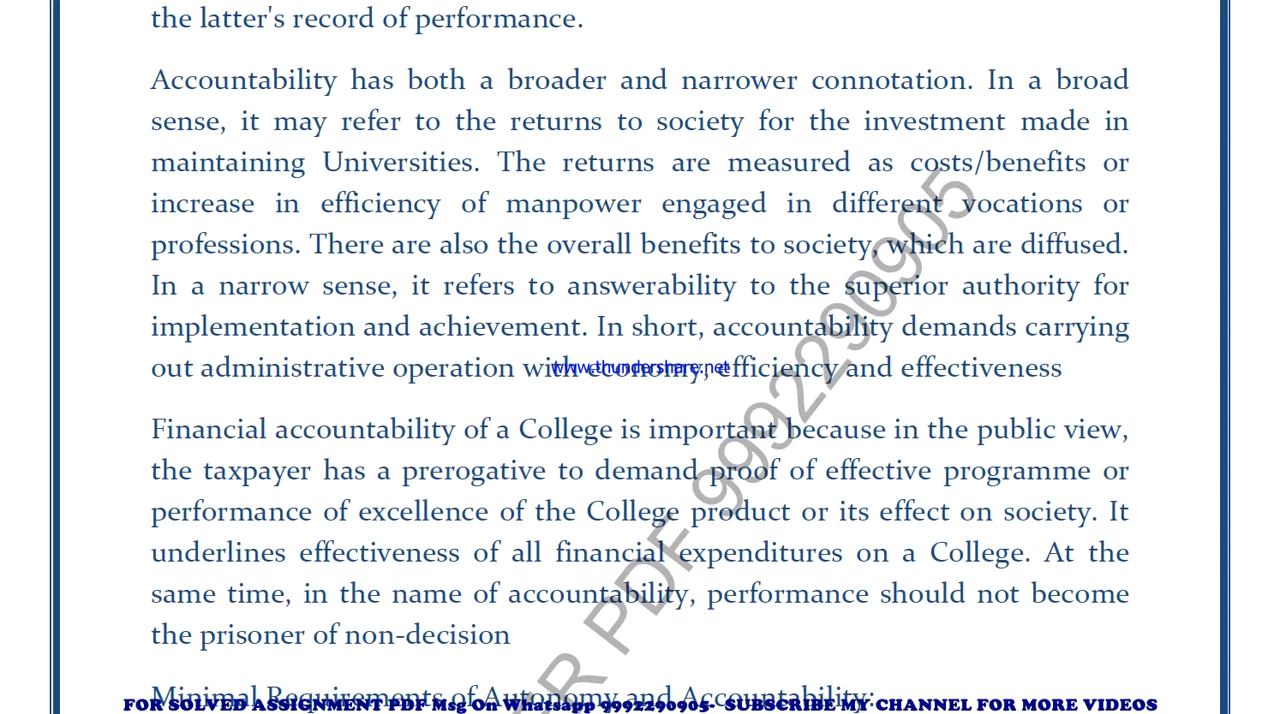 the latter's record of performance.
Accountability has both a broader and narrower connotation. In a broad
sense, it may refer to the returns to society for the investment made in
maintaining Universities. The returns are measured as costs/benefits or
increase in efficiency of manpower engaged in different vocations or
professions. There are also the overall benefits to society, which are diffused.
In a narrow sense, it refers to answerability to the superior authority for
implementation and achievement. In short, accountability demands carrying
out administrative operation with economy, efficiency and effectiveness
www.thundershare.net
Financial accountability of a College is important because in the public view,
the taxpayer has a prerogative to demand proof of effective programme or
performance of excellence of the College product or its effect on society. It
underlines effectiveness of all financial expenditures on a College. At the
same time, in the name of accountability, performance should not become
the prisoner of non-decision
Minimal Requirements of Autonomy and Accountability:
FOR SOLVED ASSIGNMENT PDF Msg On Whatsapp 9992290905- SUBSCRIBE MY CHANNEL FOR MORE VIDEOS
R PDF 9992290905